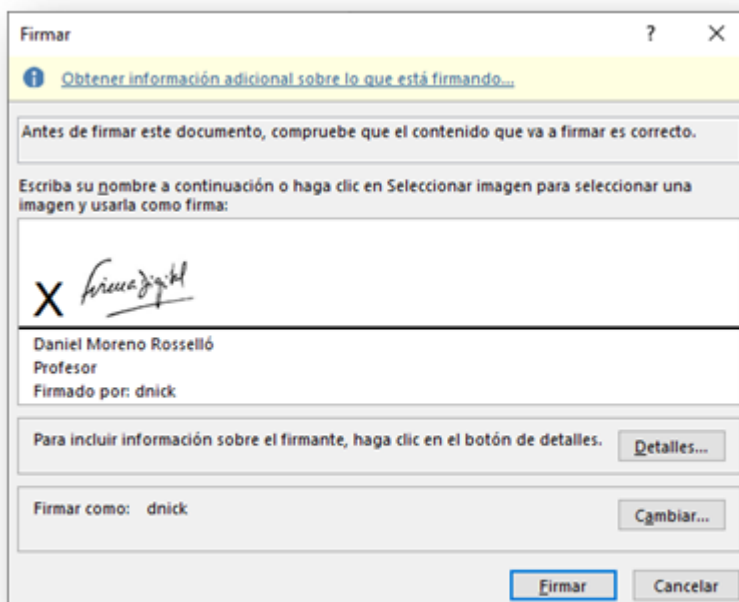 Firmar
?
Obtener información adicional sobre lo que está firmando...
Antes de firmar este documento, compruebe que el contenido que va a firmar es correcto.
Escriba su nombre a continuación o haga clic en Seleccionar imagen para seleccionar una
imagen y usarla como firma:
X Firma digital
Daniel Moreno Rosselló
Profesor
Firmado por: dnick
Para incluir información sobre el firmante, haga clic en el botón de detalles.
Detalles...
Firmar como: dnick
Cambiar...
Firmar
Cancelar